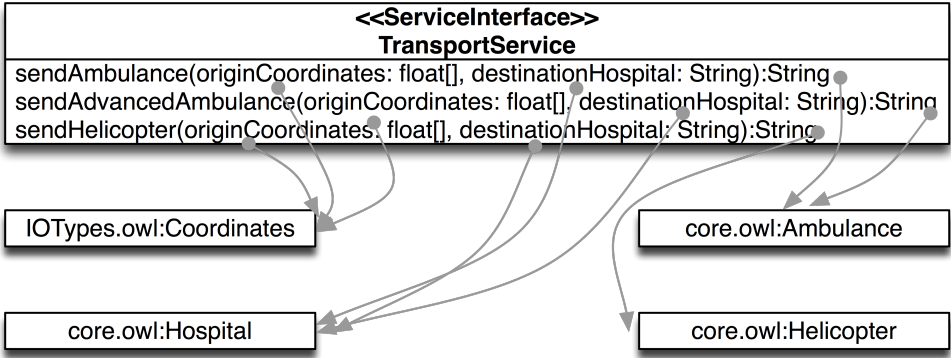 <<ServiceInterface>>
TransportService
sendAmbulance(originCoordinates: float[], destinationHospital: String):String
sendAdvancedAmbulance(originCoordinates: float[], destinationHospital: String):String
sendHelicopter(originCoordinates: float[], destinationHospital: String):String
IOTypes.owl:Coordinates
core.owl:Ambulance
core.owl:Hospital
core.owl:Helicopter